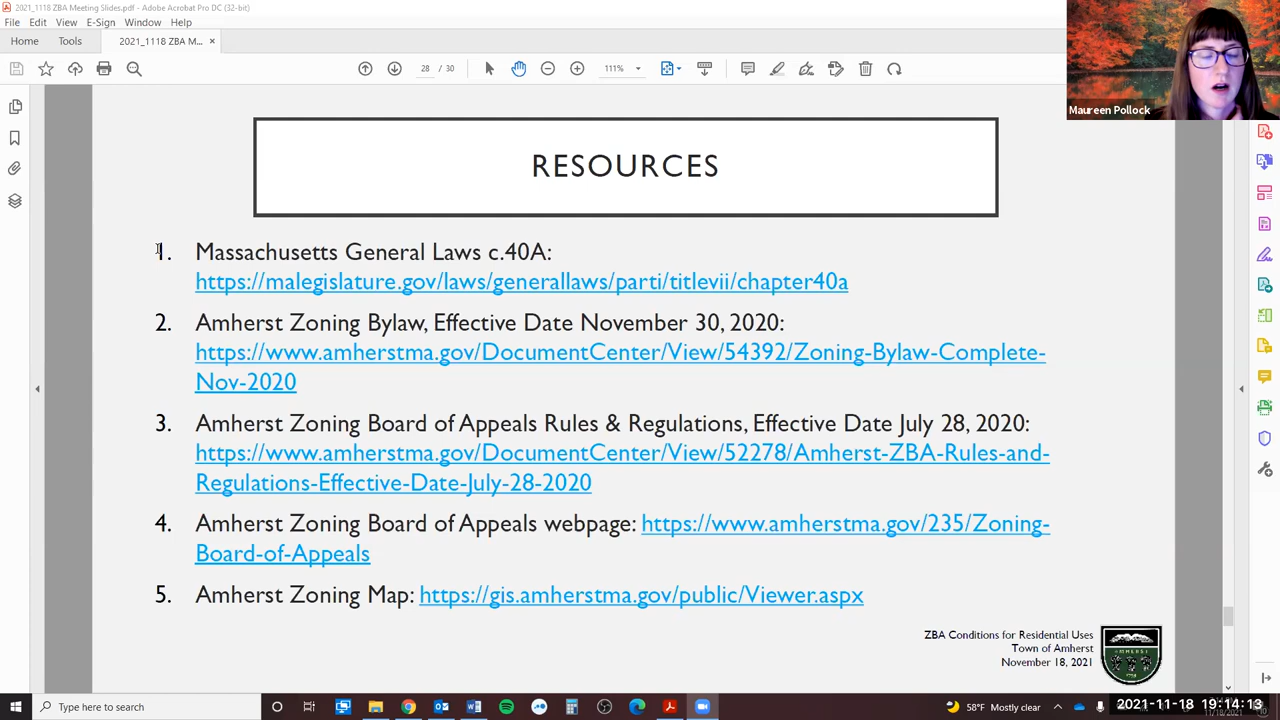 2021_1118 ZBA Meeting Slides.pdf - Adobe Acrobat Pro DC (32-bit)
File Edit View E-Sign Window Help
Home Tools 2021_1118 ZBA M... ×
28 / 30 111%
Maureen Pollock
RESOURCES
1. Massachusetts General Laws c.40A:
https://malegislature.gov/laws/generallaws/parti/titlevii/chapter40a
2. Amherst Zoning Bylaw, Effective Date November 30, 2020:
https://www.amherstma.gov/DocumentCenter/View/54392/Zoning-Bylaw-Complete-
Nov-2020
3. Amherst Zoning Board of Appeals Rules & Regulations, Effective Date July 28, 2020:
https://www.amherstma.gov/DocumentCenter/View/52278/Amherst-ZBA-Rules-and-
Regulations-Effective-Date-July-28-2020
4. Amherst Zoning Board of Appeals webpage: https://www.amherstma.gov/235/Zoning-
Board-of-Appeals
5. Amherst Zoning Map: https://gis.amherstma.gov/public/Viewer.aspx
ZBA Conditions for Residential Uses
Town of Amherst
November 18, 2021
AMHERST
Type here to search
58°F Mostly clear
2021-11-18 19:14:13